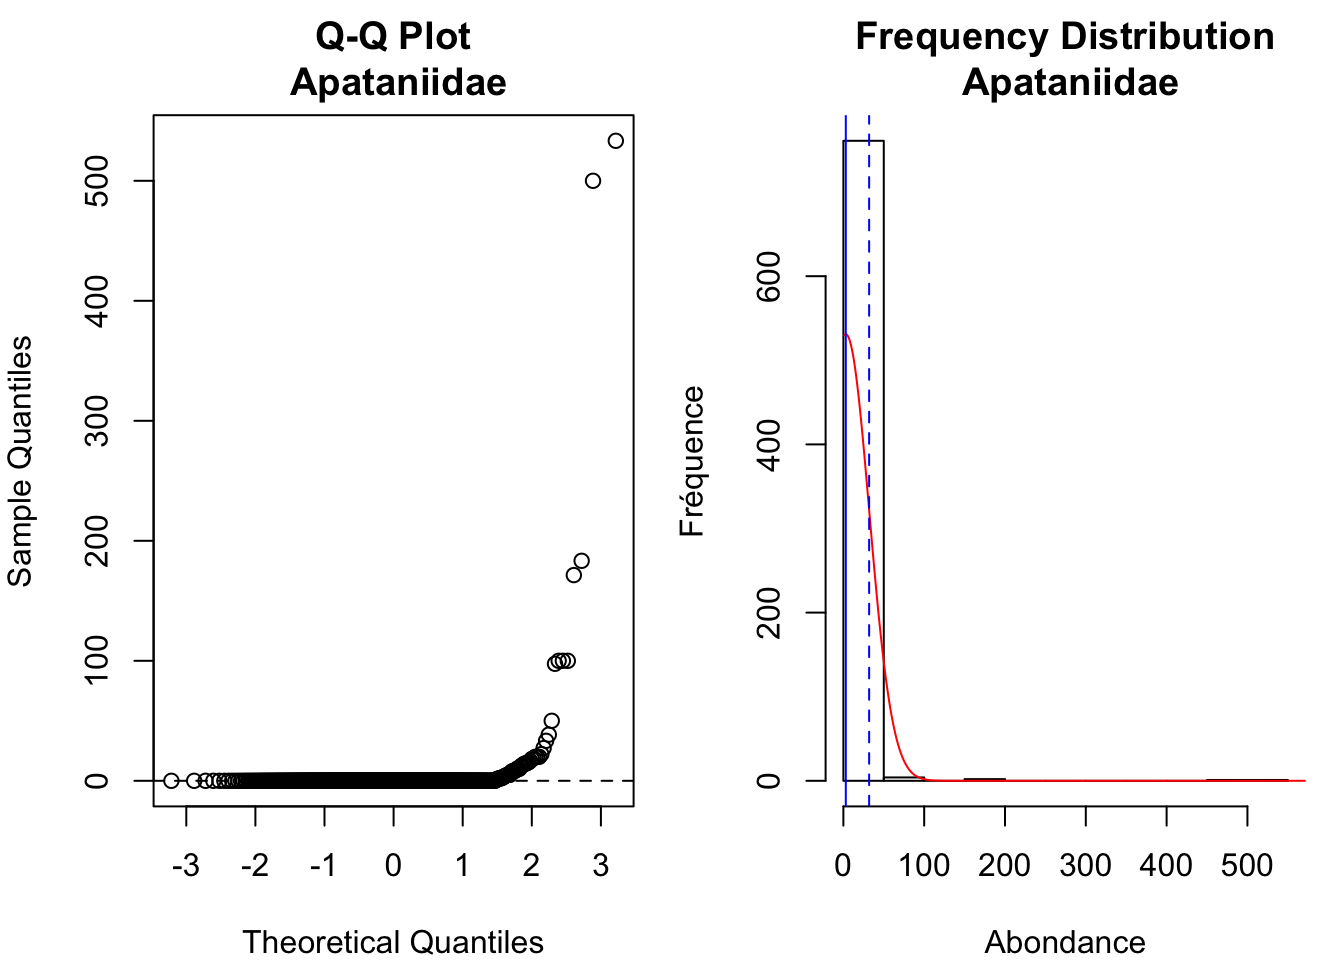 Q-Q Plot
Apataniidae
Sample Quantiles
500
400
300
200
100
0
-3 -2 -1 0 1 2 3
Theoretical Quantiles
Frequency Distribution
Apataniidae
Fréquence
600
400
200
0
0 100 200 300 400 500
Abondance